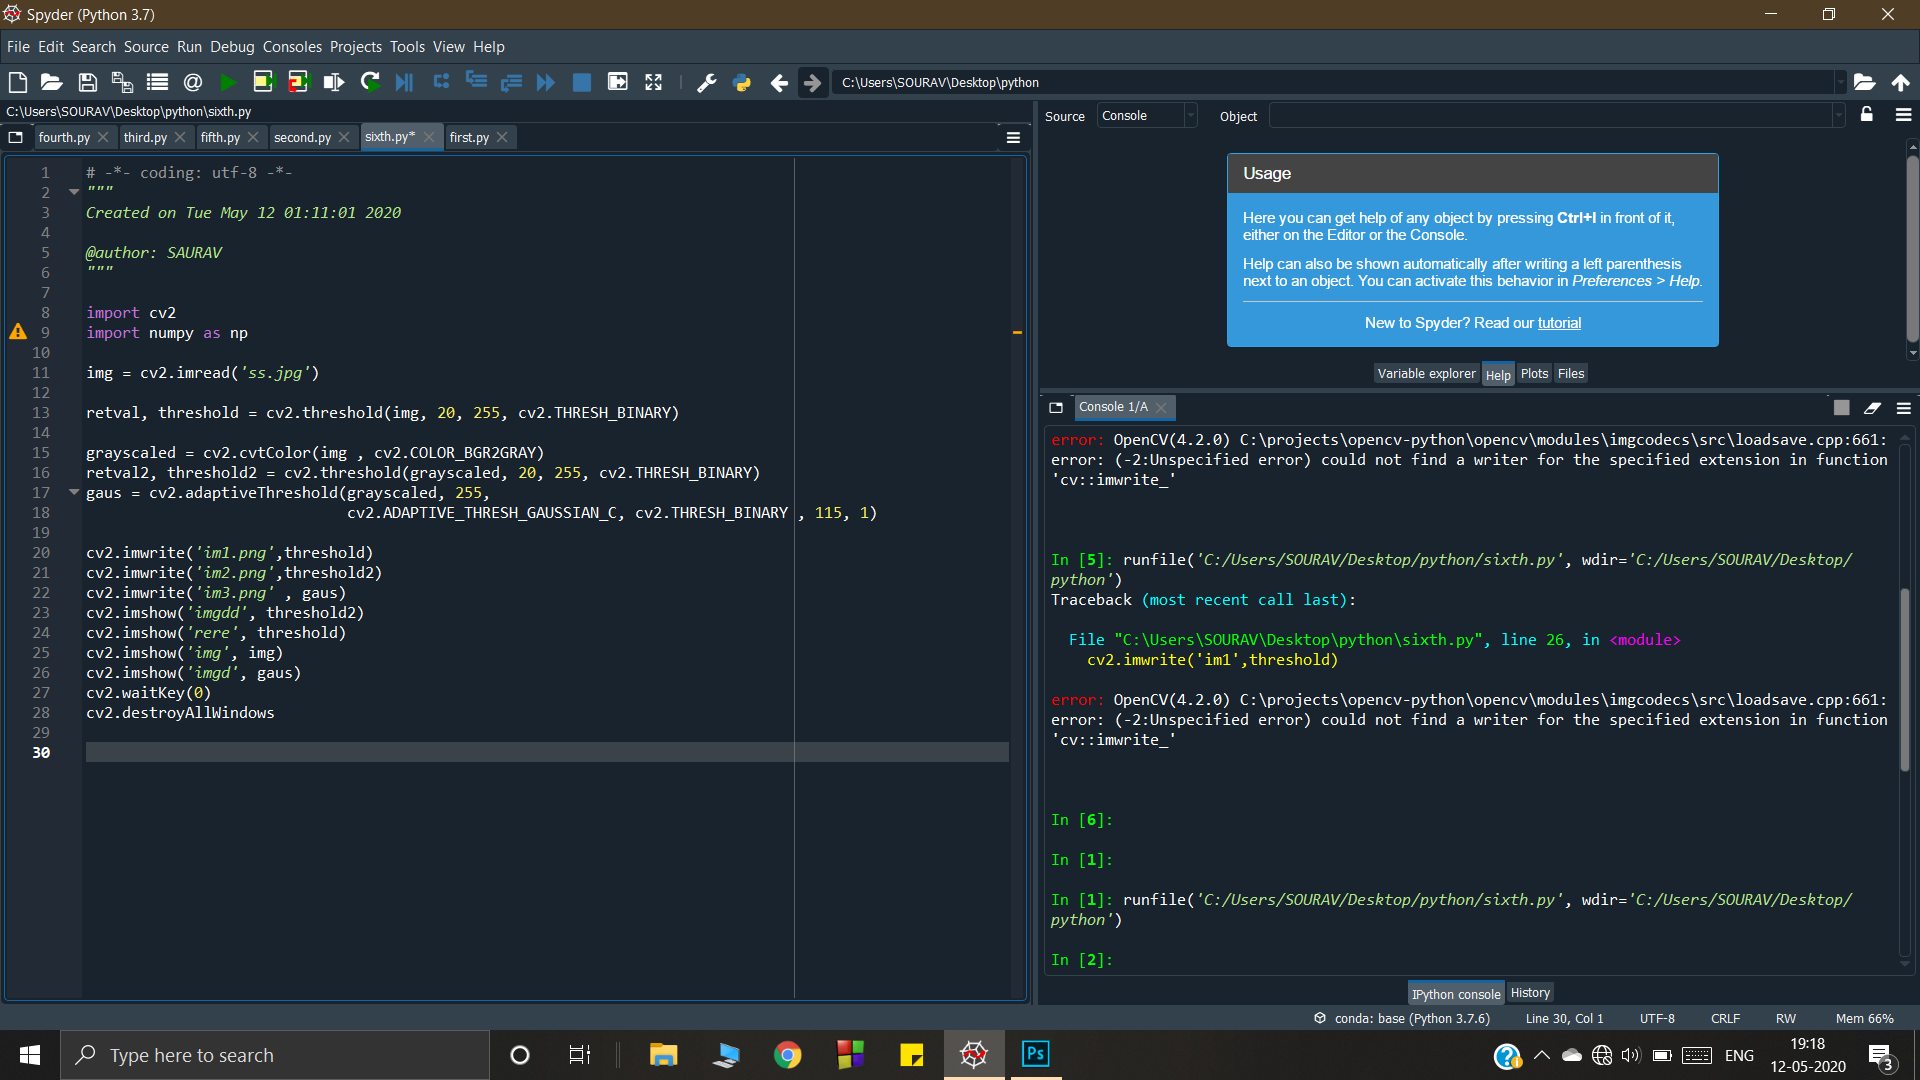 Spyder (Python 3.7)
File Edit Search Source Run Debug Consoles Projects Tools View Help
C:\Users\SOURAV\Desktop\python
C:\Users\SOURAV\Desktop\python\sixth.py
fourth.py third.py fifth.py second.py sixth.py* first.py
1 # -*- coding: utf-8 -*-
2 """
3 Created on Tue May 12 01:11:01 2020
4
5 @author: SAURAV
6 """
7
8 import cv2
9 import numpy as np
10
11 img = cv2.imread('ss.jpg')
12
13 retval, threshold = cv2.threshold(img, 20, 255, cv2.THRESH_BINARY)
14
15 grayscaled = cv2.cvtColor(img , cv2.COLOR_BGR2GRAY)
16 retval2, threshold2 = cv2.threshold(grayscaled, 20, 255, cv2.THRESH_BINARY)
17 gaus = cv2.adaptiveThreshold(grayscaled, 255,
18 cv2.ADAPTIVE_THRESH_GAUSSIAN_C, cv2.THRESH_BINARY , 115, 1)
19
20 cv2.imwrite('im1.png',threshold)
21 cv2.imwrite('im2.png',threshold2)
22 cv2.imwrite('im3.png' , gaus)
23 cv2.imshow('imgdd', threshold2)
24 cv2.imshow('rere', threshold)
25 cv2.imshow('img', img)
26 cv2.imshow('imgd', gaus)
27 cv2.waitKey(0)
28 cv2.destroyAllWindows
29
30
Source Console Object
Usage
Here you can get help of any object by pressing Ctrl+I in front of it,
either on the Editor or the Console.
Help can also be shown automatically after writing a left parenthesis
next to an object. You can activate this behavior in Preferences > Help.
New to Spyder? Read our tutorial
Variable explorer Help Plots Files
Console 1/A
error: OpenCV(4.2.0) C:\projects\opencv-python\opencv\modules\imgcodecs\src\loadsave.cpp:661:
error: (-2:Unspecified error) could not find a writer for the specified extension in function
'cv::imwrite_'
In [5]: runfile('C:/Users/SOURAV/Desktop/python/sixth.py', wdir='C:/Users/SOURAV/Desktop/
python')
Traceback (most recent call last):
File "C:\Users\SOURAV\Desktop\python\sixth.py", line 26, in <module>
cv2.imwrite('im1',threshold)
error: OpenCV(4.2.0) C:\projects\opencv-python\opencv\modules\imgcodecs\src\loadsave.cpp:661:
error: (-2:Unspecified error) could not find a writer for the specified extension in function
'cv::imwrite_'
In [6]:
In [1]:
In [1]: runfile('C:/Users/SOURAV/Desktop/python/sixth.py', wdir='C:/Users/SOURAV/Desktop/
python')
In [2]:
IPython console History
conda: base (Python 3.7.6) Line 30, Col 1 UTF-8 CRLF RW Mem 66%
Type here to search
Ps
ENG
19:18
12-05-2020
3